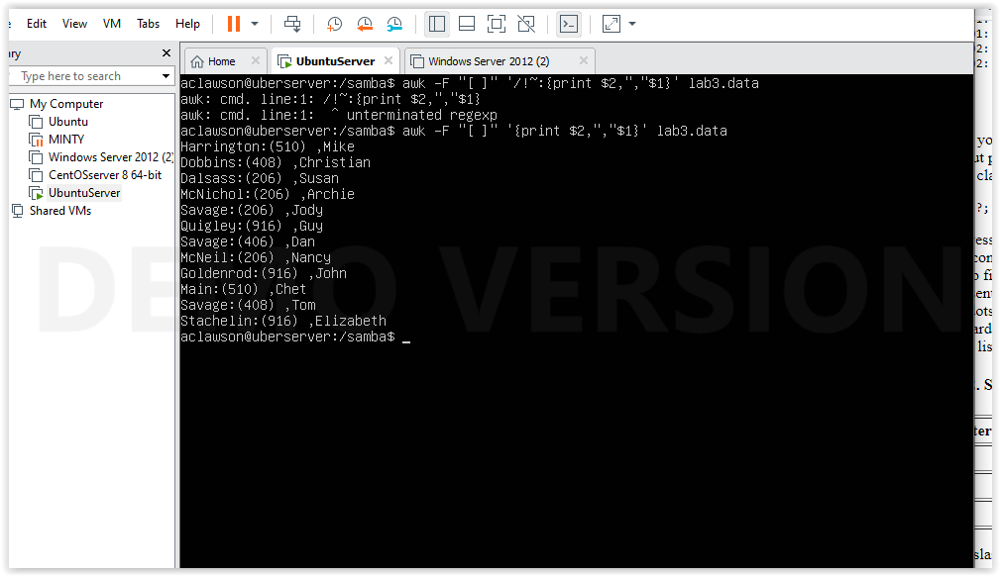 Edit View VM Tabs Help
ry
Type here to search
My Computer
Ubuntu
MINTY
Windows Server 2012 (2)
CentOSserver 8 64-bit
UbuntuServer
Shared VMs
Home UbuntuServer Windows Server 2012 (2)
aclawson@uberserver:/samba$ awk -F "[ ]" '/!~:{print $2,","$1}' lab3.data
awk: cmd. line:1: /!~:{print $2,","$1}
awk: cmd. line:1: ^ unterminated regexp
aclawson@uberserver:/samba$ awk -F "[ ]" '{print $2,",""$1}' lab3.data
Harrington:(510) ,Mike
Dobbins:(408) ,Christian
Dalsass:(206) ,Susan
McNichol:(206) ,Archie
Savage:(206) ,Jody
Quigley:(916) ,Guy
Savage:(406) ,Dan
McNeil:(206) ,Nancy
Goldenrod:(916) ,John
Main:(510) ,Chet
Savage:(408) ,Tom
Stachelin:(916) ,Elizabeth
aclawson@uberserver:/samba$ _
DEMO VERSION